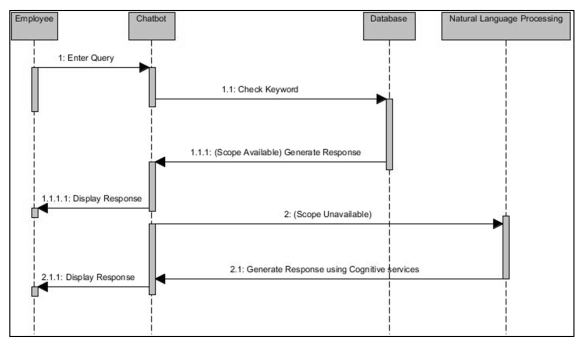 Employee
Chatbot
Database
Natural Language Processing
1: Enter Query
1.1: Check Keyword
1.1.1: (Scope Available) Generate Response
1.1.1.1: Display Response
2: (Scope Unavailable)
2.1: Generate Response using Cognitive services
2.1.1: Display Response